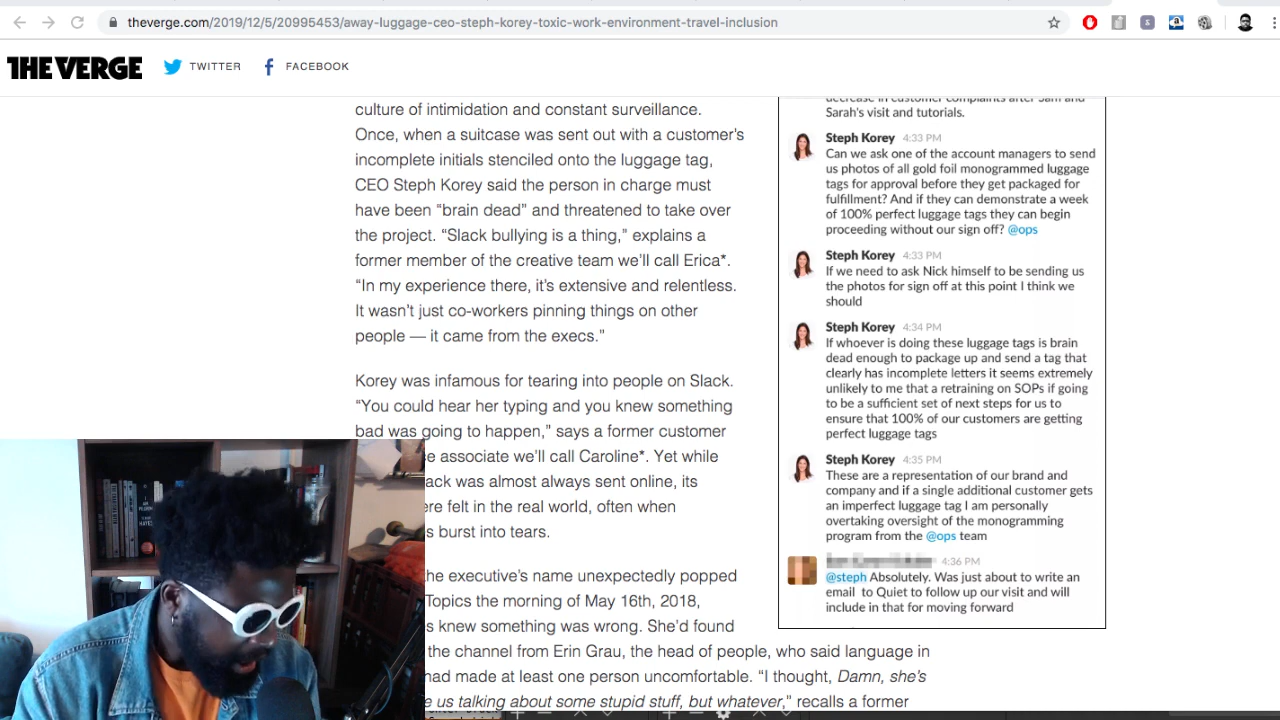 theverge.com/2019/12/5/20995453/away-luggage-ceo-steph-korey-toxic-work-environment-travel-inclusion
THE VERGE TWITTER FACEBOOK
culture of intimidation and constant surveillance.
Once, when a suitcase was sent out with a customer's
incomplete initials stenciled onto the luggage tag,
CEO Steph Korey said the person in charge must
have been “brain dead” and threatened to take over
the project. “Slack bullying is a thing,” explains a
former member of the creative team we'll call Erica*.
“In my experience there, it's extensive and relentless.
It wasn't just co-workers pinning things on other
people — it came from the execs.”
Korey was infamous for tearing into people on Slack.
“You could hear her typing and you knew something
bad was going to happen,” says a former customer
e associate we'll call Caroline*. Yet while
ack was almost always sent online, its
ere felt in the real world, often when
s burst into tears.
he executive's name unexpectedly popped
Topics the morning of May 16th, 2018,
s knew something was wrong. She'd found
the channel from Erin Grau, the head of people, who said language in
had made at least one person uncomfortable. “I thought, Damn, she's
e us talking about some stupid stuff, but whatever,” recalls a former
decrease in customer complaints after Sam and
Sarah's visit and tutorials.
Steph Korey 4:33 PM
Can we ask one of the account managers to send
us photos of all gold foil monogrammed luggage
tags for approval before they get packaged for
fulfillment? And if they can demonstrate a week
of 100% perfect luggage tags they can begin
proceeding without our sign off? @ops
Steph Korey 4:33 PM
If we need to ask Nick himself to be sending us
the photos for sign off at this point I think we
should
Steph Korey 4:34 PM
If whoever is doing these luggage tags is brain
dead enough to package up and send a tag that
clearly has incomplete letters it seems extremely
unlikely to me that a retraining on SOPs if going
to be a sufficient set of next steps for us to
ensure that 100% of our customers are getting
perfect luggage tags
Steph Korey 4:35 PM
These are a representation of our brand and
company and if a single additional customer gets
an imperfect luggage tag I am personally
overtaking oversight of the monogramming
program from the @ops team
4:36 PM
@steph Absolutely. Was just about to write an
email to Quiet to follow up our visit and will
include in that for moving forward